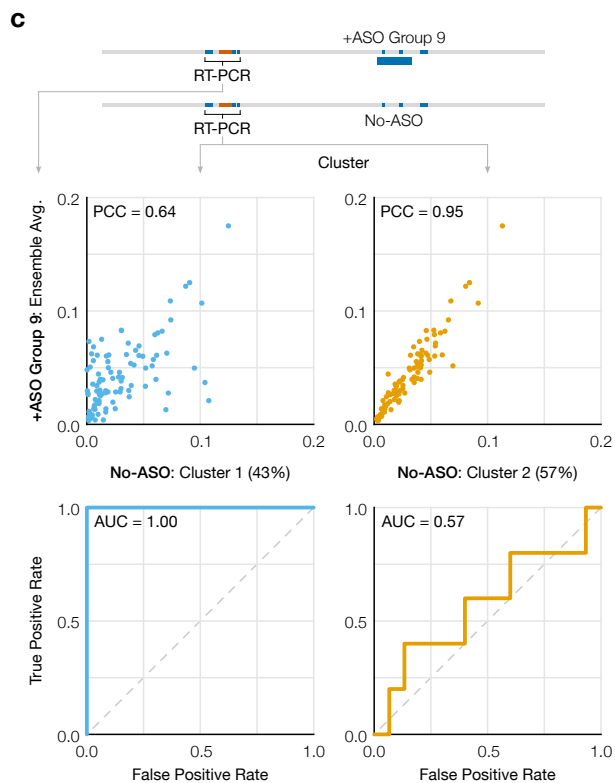 c
+ASO Group 9
RT-PCR
RT-PCR
No-ASO
Cluster
+ASO Group 9: Ensemble Avg.
0.2
0.1
0.0
PCC = 0.64
0.0 0.1 0.2
No-ASO: Cluster 1 (43%)
0.2
0.1
0.0
PCC = 0.95
0.0 0.1 0.2
No-ASO: Cluster 2 (57%)
True Positive Rate
1.0
0.5
0.0
AUC = 1.00
0.0 0.5 1.0
False Positive Rate
1.0
0.5
0.0
AUC = 0.57
0.0 0.5 1.0
False Positive Rate